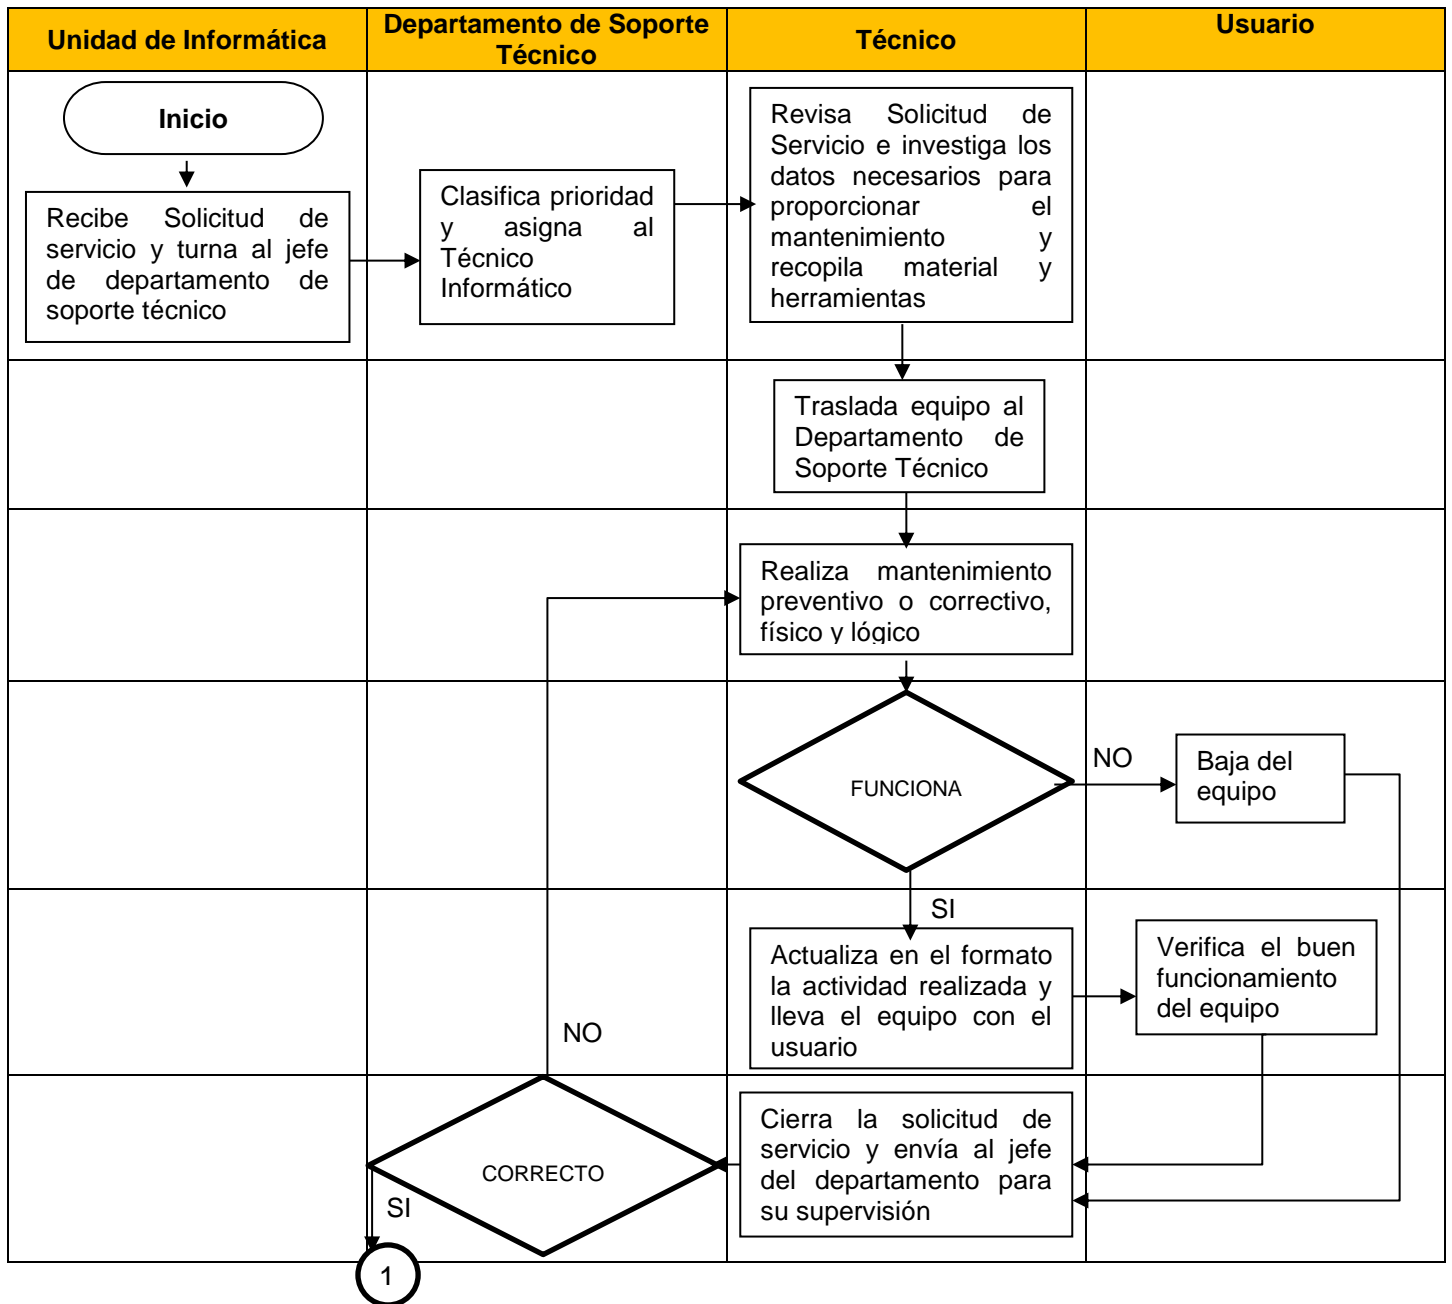 Unidad de Informática
Departamento de Soporte
Técnico
Técnico
Usuario
Inicio
Recibe Solicitud de
servicio y turna al jefe
de departamento de
soporte técnico
Clasifica prioridad
y asigna al
Técnico
Informático
Revisa Solicitud de
Servicio e investiga los
datos necesarios para
proporcionar el
mantenimiento y
recopila material y
herramientas
Traslada equipo al
Departamento de
Soporte Técnico
Realiza mantenimiento
preventivo o correctivo,
físico y lógico
FUNCIONA
NO
Baja del
equipo
SI
Actualiza en el formato
la actividad realizada y
lleva el equipo con el
usuario
Verifica el buen
funcionamiento
del equipo
NO
Cierra la solicitud de
servicio y envía al jefe
del departamento para
su supervisión
CORRECTO
SI
1